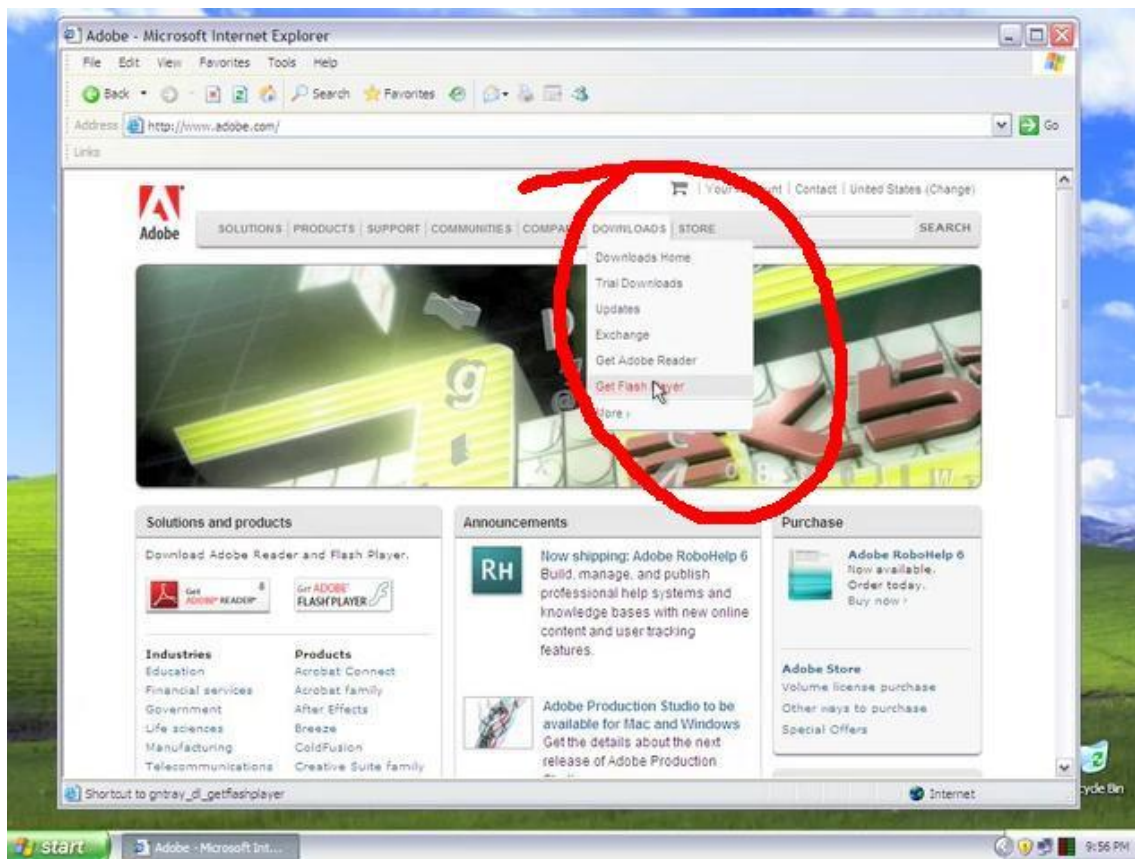 Adobe - Microsoft Internet Explorer
File Edit View Favorites Tools Help
Back Search Favorites
Address http://www.adobe.com/ Go
Links
Your Contact United States (Change)
Adobe
SOLUTIONS PRODUCTS SUPPORT COMMUNITIES DOWNLOADS STORE SEARCH
Downloads Home
Trial Downloads
Updates
Exchange
Get Adobe Reader
Get Flash Player
More ›
Solutions and products
Download Adobe Reader and Flash Player.
Get ADOBE® READER®
Get ADOBE® FLASH® PLAYER
Industries
Education
Financial services
Government
Life sciences
Manufacturing
Telecommunications
Products
Acrobat Connect
Acrobat family
After Effects
Breeze
ColdFusion
Creative Suite family
Announcements
RH
Now shipping: Adobe RoboHelp 6
Build, manage, and publish
professional help systems and
knowledge bases with new online
content and user tracking
features.
Adobe Production Studio to be
available for Mac and Windows
Get the details about the next
release of Adobe Production
Purchase
Adobe RoboHelp 6
Now available.
Order today.
Buy now ›
Adobe Store
Volume license purchase
Other ways to purchase
Special Offers
Shortcut to gntray_dl_getflashplayer Internet
Bin
start Adobe - Microsoft Int... 9:56 PM